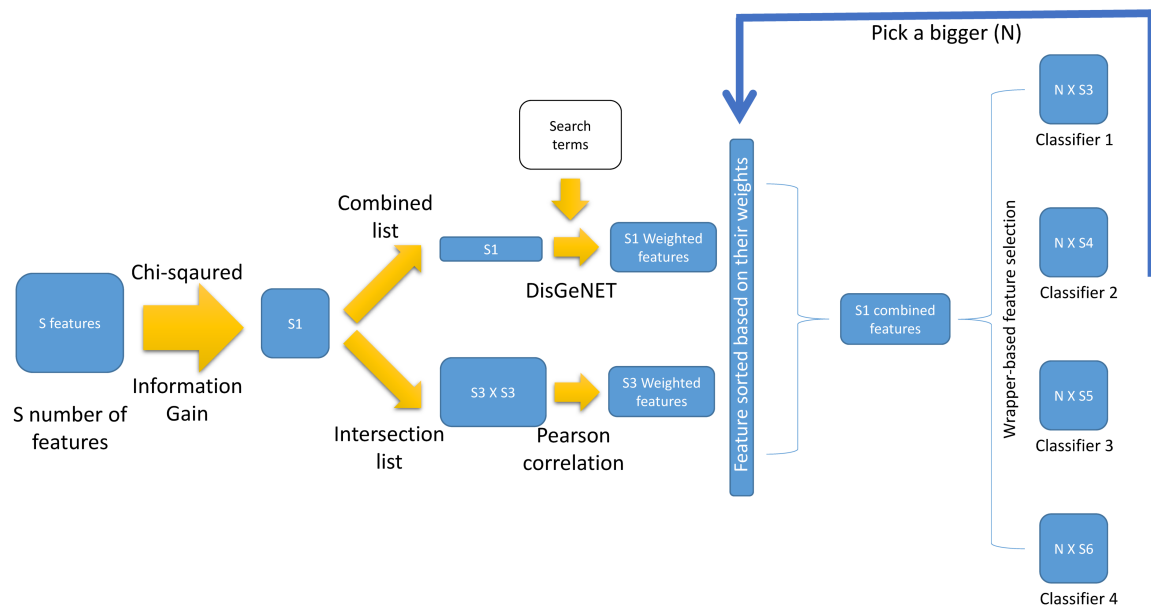 S features
S number of
features
Chi-sqaured
Information
Gain
S1
Combined
list
Intersection
list
Search
terms
S1
DisGeNET
S1 Weighted
features
S3 X S3
Pearson
correlation
S3 Weighted
features
Feature sorted based on their weights
Pick a bigger (N)
S1 combined
features
Wrapper-based feature selection
N X S3
Classifier 1
N X S4
Classifier 2
N X S5
Classifier 3
N X S6
Classifier 4